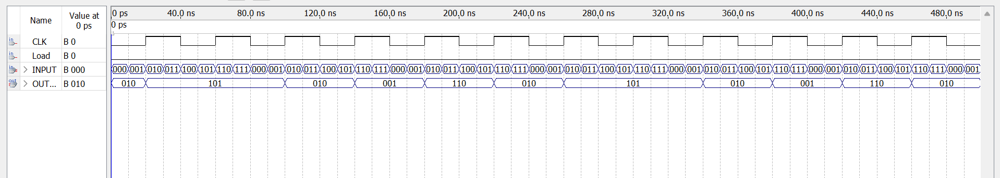 Name Value at 0 ps
0 ps 40.0 ns 80.0 ns 120.0 ns 160.0 ns 200.0 ns 240.0 ns 280.0 ns 320.0 ns 360.0 ns 400.0 ns 440.0 ns 480.0 ns
0 ps
in CLK B 0
in Load B 0
in INPUT B 000 000 001 010 011 100 101 110 111 000 001 010 011 100 101 110 111 000 001 010 011 100 101 110 111 000 001 010 011 100 101 110 111 000 001 010 011 100 101 110 111 000 001 010 011 100 101 110 111 000 001
out OUT... B 010 010 101 010 001 110 010 101 010 001 110 010